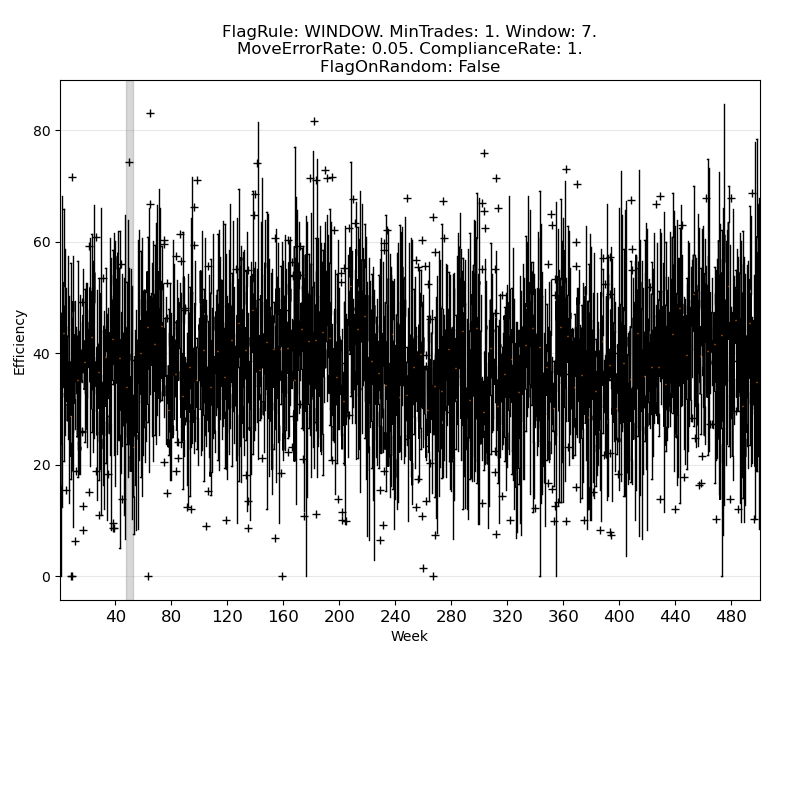 FlagRule: WINDOW. MinTrades: 1. Window: 7.
MoveErrorRate: 0.05. ComplianceRate: 1.
FlagOnRandom: False
80
60
40
20
0
Efficiency
40 80 120 160 200 240 280 320 360 400 440 480
Week